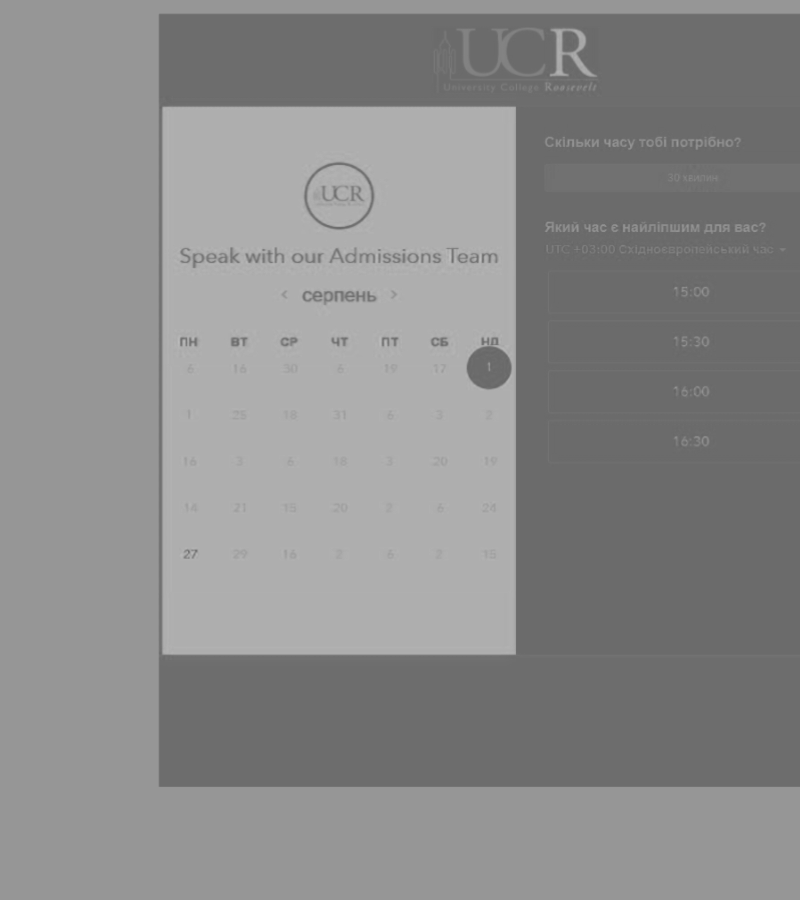 UCR
University College Roosevelt
UCR
Speak with our Admissions Team
< серпень >
ПН ВТ СР ЧТ ПТ СБ НД
6 16 30 6 19 17 1
1 25 18 31 6 3 2
16 3 6 18 3 20 19
14 21 15 20 2 6 24
27 29 16 2 6 2 15
Скільки часу тобі потрібно?
30 хвилин
Який час є найліпшим для вас?
UTC +03:00 Східноєвропейський час
15:00
15:30
16:00
16:30